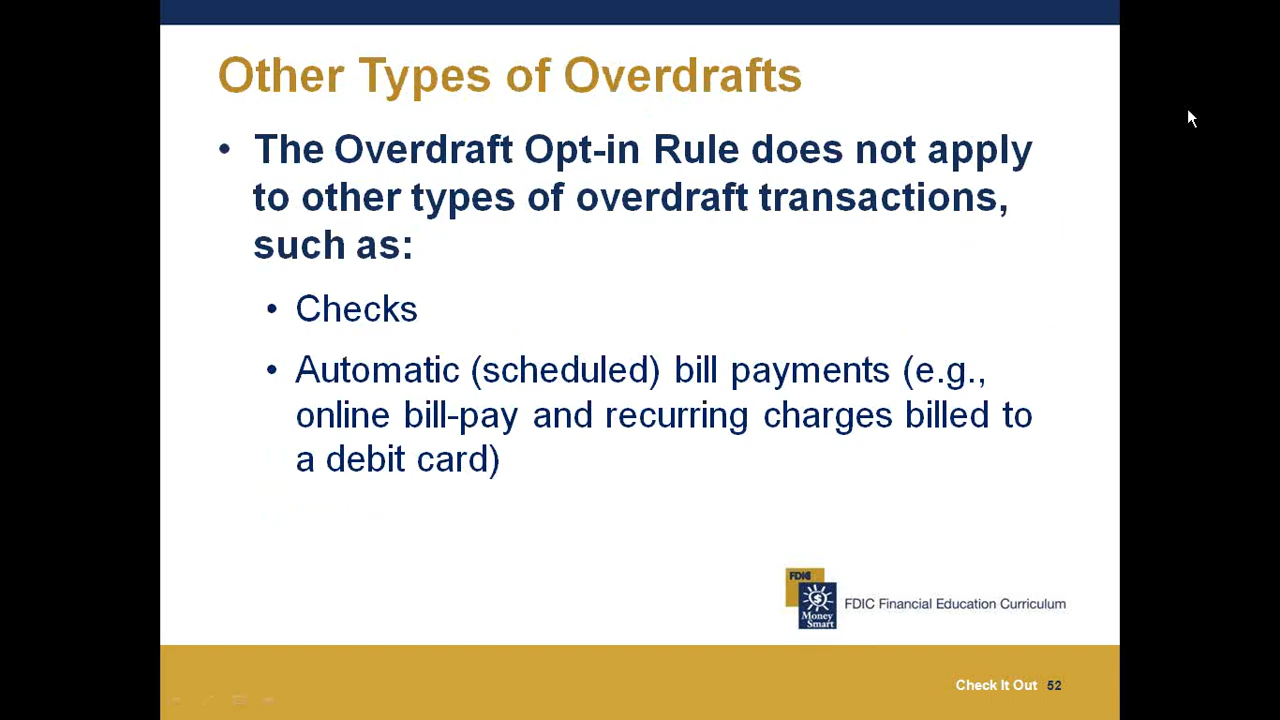 Other Types of Overdrafts
• The Overdraft Opt-in Rule does not apply
to other types of overdraft transactions,
such as:
• Checks
• Automatic (scheduled) bill payments (e.g.,
online bill-pay and recurring charges billed to
a debit card)
FDIC
$
Money
Smart
FDIC Financial Education Curriculum
Check It Out 52